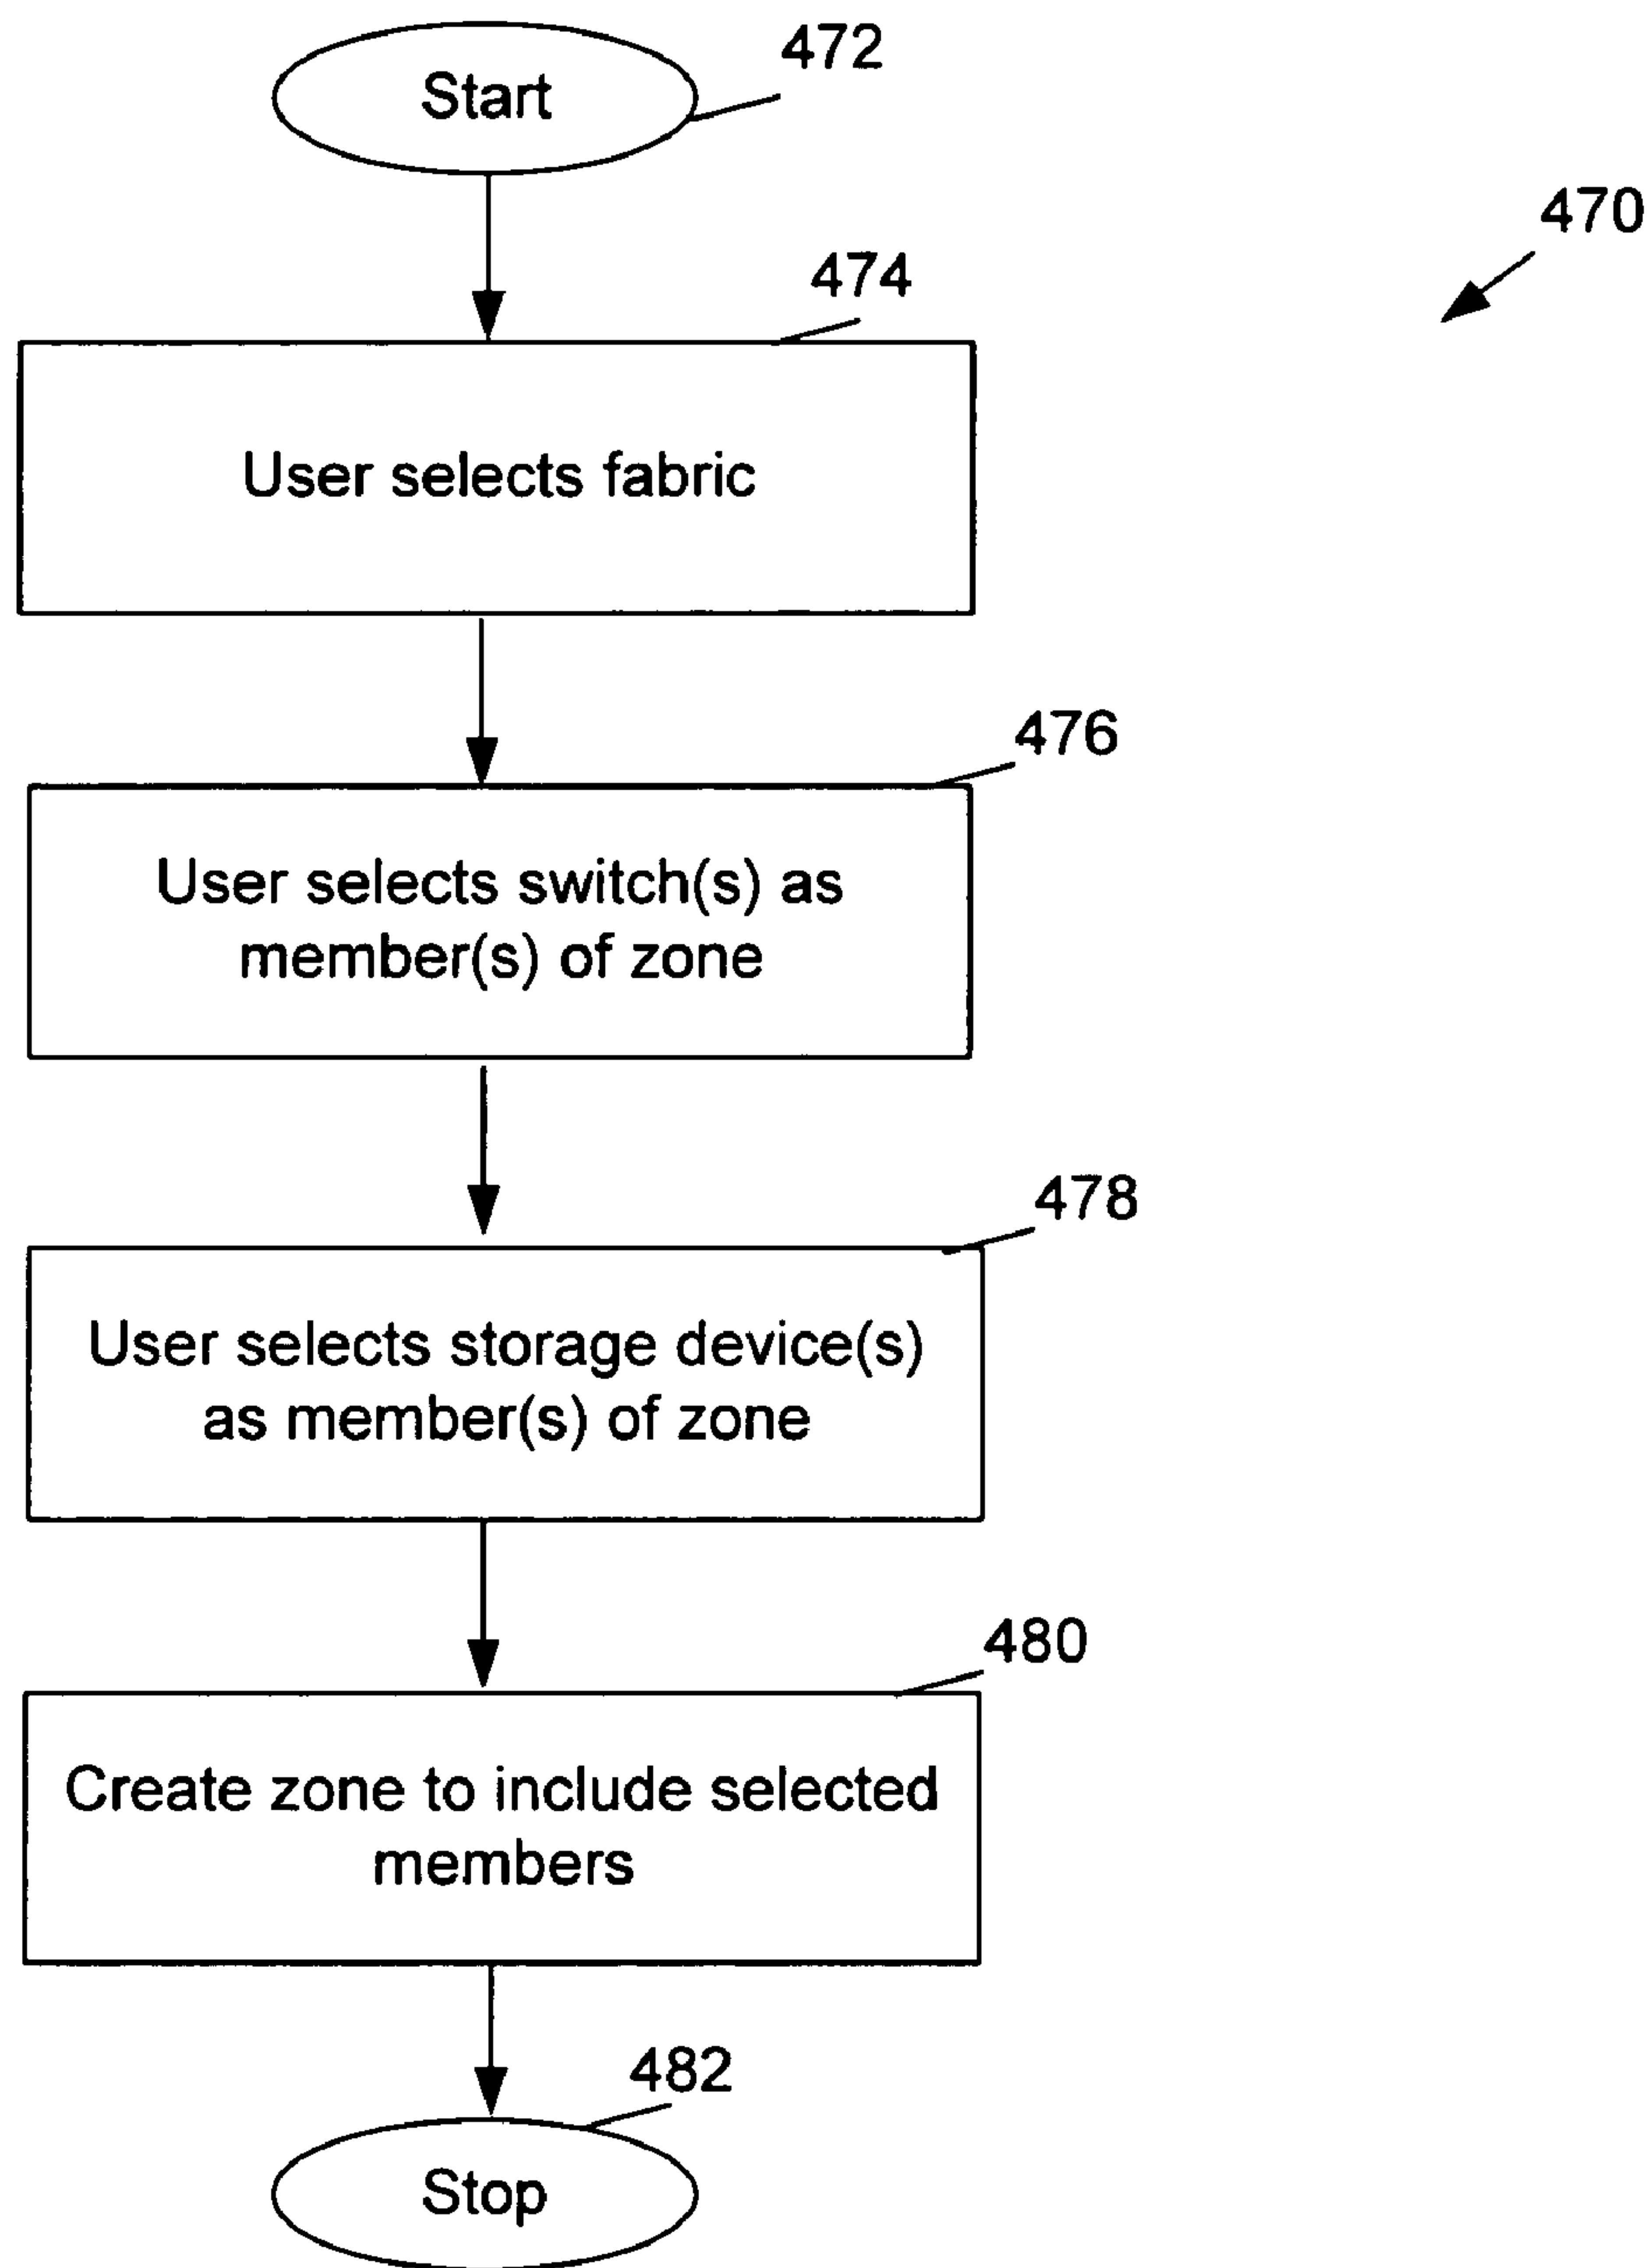 472
Start
470
474
User selects fabric
476
User selects switch(s) as
member(s) of zone
478
User selects storage device(s)
as member(s) of zone
480
Create zone to include selected
members
482
Stop